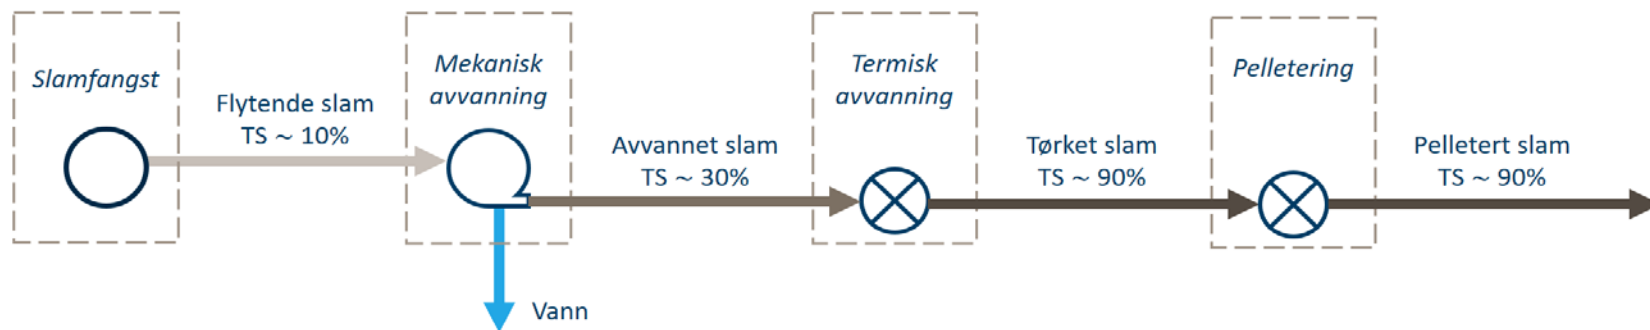 Slamfangst
Flytende slam
TS ~ 10%
Mekanisk
avvanning
Avvannet slam
TS ~ 30%
Vann
Termisk
avvanning
Tørket slam
TS ~ 90%
Pelletering
Pelletert slam
TS ~ 90%